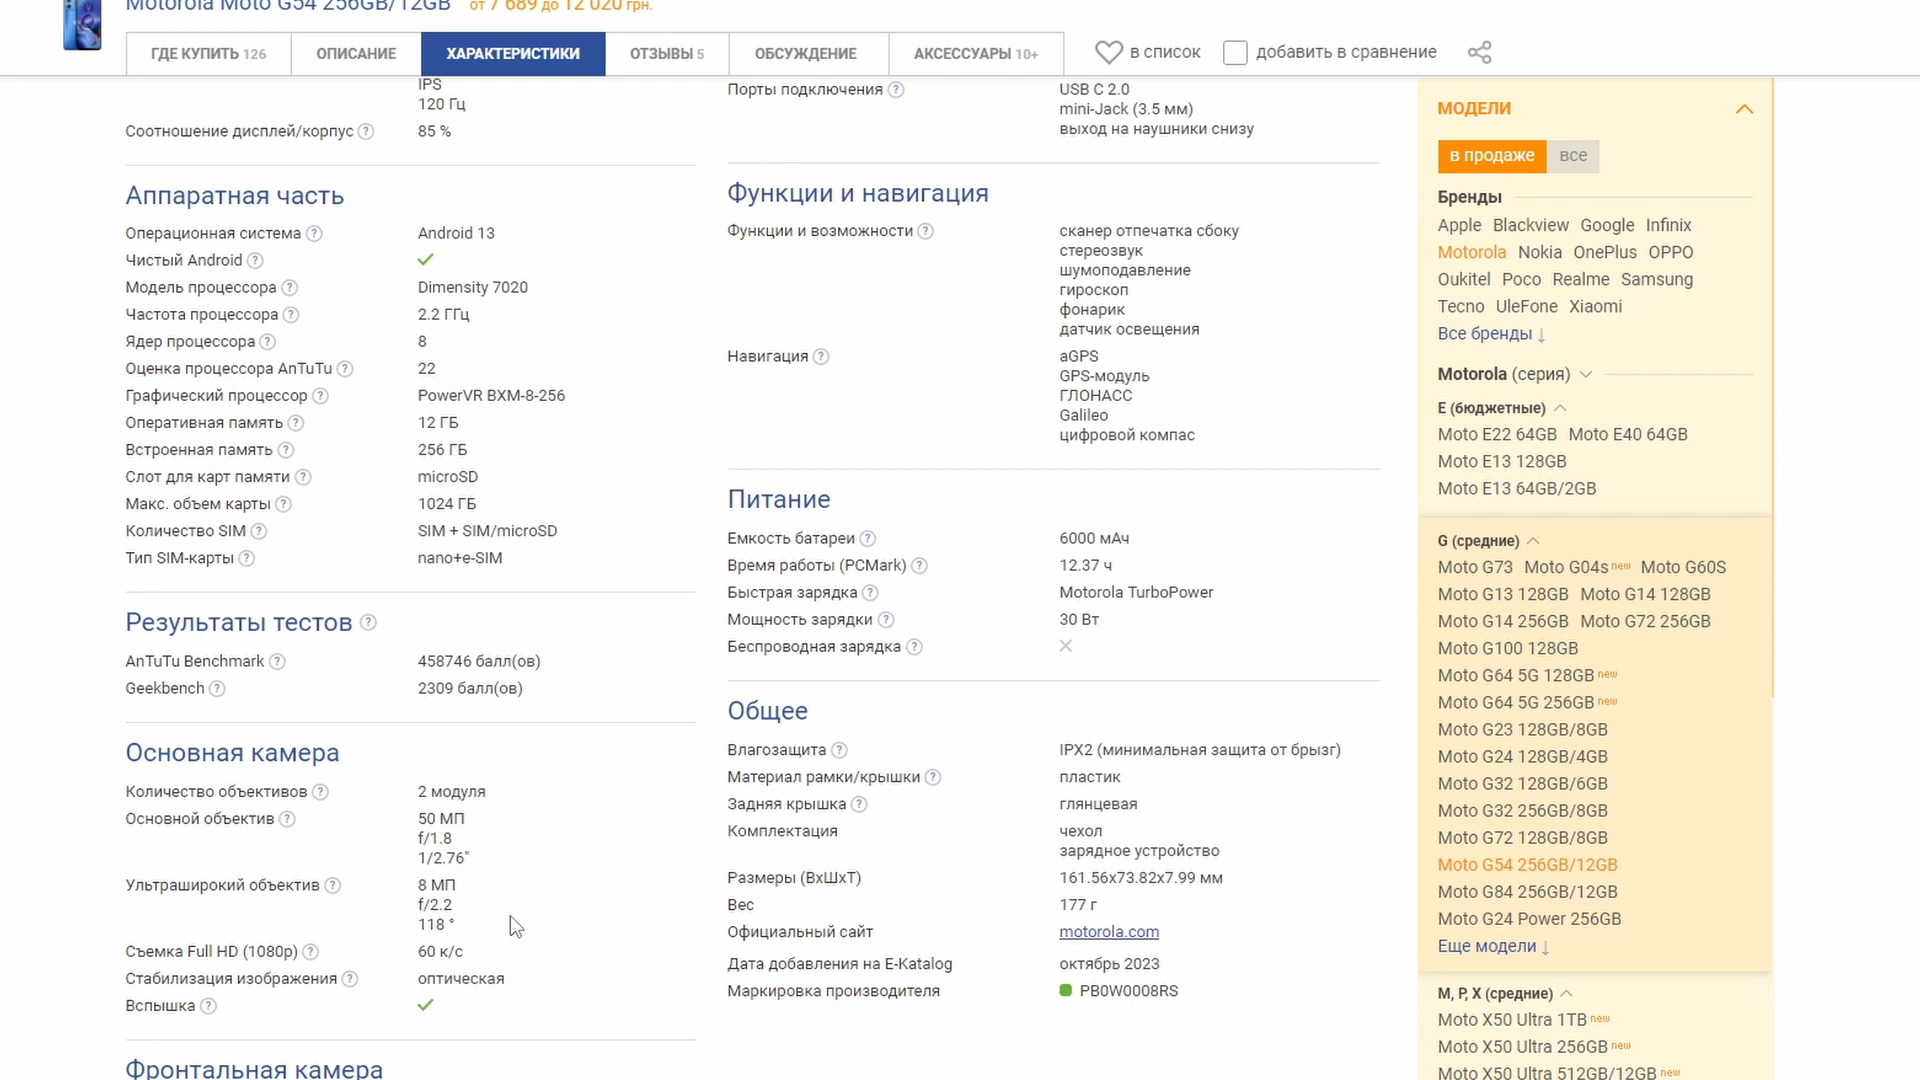 Motorola Moto G54 256GB/12GB от 7 689 до 12 020 грн.
ГДЕ КУПИТЬ 126
ОПИСАНИЕ
ХАРАКТЕРИСТИКИ
ОТЗЫВЫ 5
ОБСУЖДЕНИЕ
АКСЕССУАРЫ 10+
в список
добавить в сравнение
IPS
120 Гц
Соотношение дисплей/корпус ? 85 %
Аппаратная часть
Операционная система ? Android 13
Чистый Android ?
Модель процессора ? Dimensity 7020
Частота процессора ? 2.2 ГГц
Ядер процессора ? 8
Оценка процессора AnTuTu ? 22
Графический процессор ? PowerVR BXM-8-256
Оперативная память ? 12 ГБ
Встроенная память ? 256 ГБ
Слот для карт памяти ? microSD
Макс. объем карты ? 1024 ГБ
Количество SIM ? SIM + SIM/microSD
Тип SIM-карты ? nano+e-SIM
Результаты тестов ?
AnTuTu Benchmark ? 458746 балл(ов)
Geekbench ? 2309 балл(ов)
Основная камера
Количество объективов ? 2 модуля
Основной объектив ? 50 МП
f/1.8
1/2.76"
Ультраширокий объектив ? 8 МП
f/2.2
118 °
Съемка Full HD (1080p) ? 60 к/с
Стабилизация изображения ? оптическая
Вспышка ?
Фронтальная камера
Порты подключения ? USB C 2.0
mini-Jack (3.5 мм)
выход на наушники снизу
Функции и навигация
Функции и возможности ? сканер отпечатка сбоку
стереозвук
шумоподавление
гироскоп
фонарик
датчик освещения
Навигация ? aGPS
GPS-модуль
ГЛОНАСС
Galileo
цифровой компас
Питание
Емкость батареи ? 6000 мАч
Время работы (PCMark) ? 12.37 ч
Быстрая зарядка ? Motorola TurboPower
Мощность зарядки ? 30 Вт
Беспроводная зарядка ?
Общее
Влагозащита ? IPX2 (минимальная защита от брызг)
Материал рамки/крышки ? пластик
Задняя крышка ? глянцевая
Комплектация чехол
зарядное устройство
Размеры (ВхШхТ) 161.56x73.82x7.99 мм
Вес 177 г
Официальный сайт motorola.com
Дата добавления на E-Katalog октябрь 2023
Маркировка производителя PB0W0008RS
МОДЕЛИ
в продаже все
Бренды
Apple Blackview Google Infinix
Motorola Nokia OnePlus OPPO
Oukitel Poco Realme Samsung
Tecno UleFone Xiaomi
Все бренды ↓
Motorola (серия)
E (бюджетные)
Moto E22 64GB Moto E40 64GB
Moto E13 128GB
Moto E13 64GB/2GB
G (средние)
Moto G73 Moto G04s new Moto G60S
Moto G13 128GB Moto G14 128GB
Moto G14 256GB Moto G72 256GB
Moto G100 128GB
Moto G64 5G 128GB new
Moto G64 5G 256GB new
Moto G23 128GB/8GB
Moto G24 128GB/4GB
Moto G32 128GB/6GB
Moto G32 256GB/8GB
Moto G72 128GB/8GB
Moto G54 256GB/12GB
Moto G84 256GB/12GB
Moto G24 Power 256GB
Еще модели ↓
M, P, X (средние)
Moto X50 Ultra 1TB new
Moto X50 Ultra 256GB new
Moto X50 Ultra 512GB/12GB new